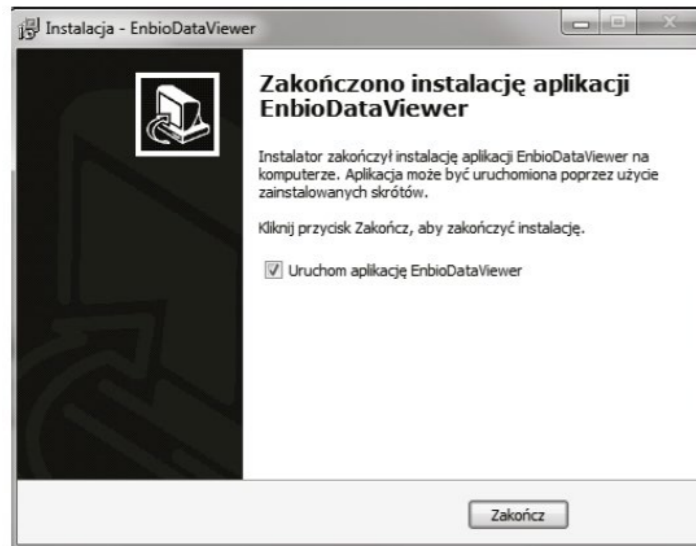 Instalacja - EnbioDataViewer
Zakończono instalację aplikacji
EnbioDataViewer
Instalator zakończył instalację aplikacji EnbioDataViewer na
komputerze. Aplikacja może być uruchomiona poprzez użycie
zainstalowanych skrótów.
Kliknij przycisk Zakończ, aby zakończyć instalację.
Uruchom aplikację EnbioDataViewer
Zakończ